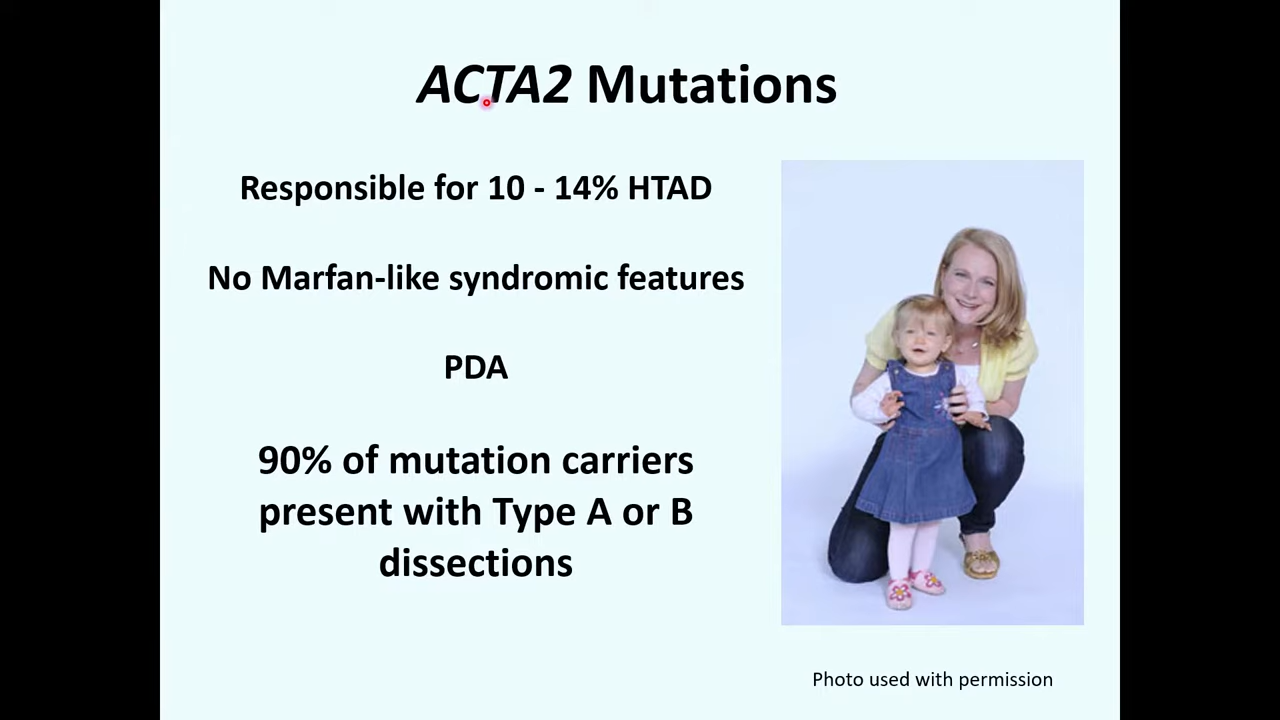 ACTA2 Mutations
Responsible for 10 - 14% HTAD
No Marfan-like syndromic features
PDA
90% of mutation carriers
present with Type A or B
dissections
Photo used with permission